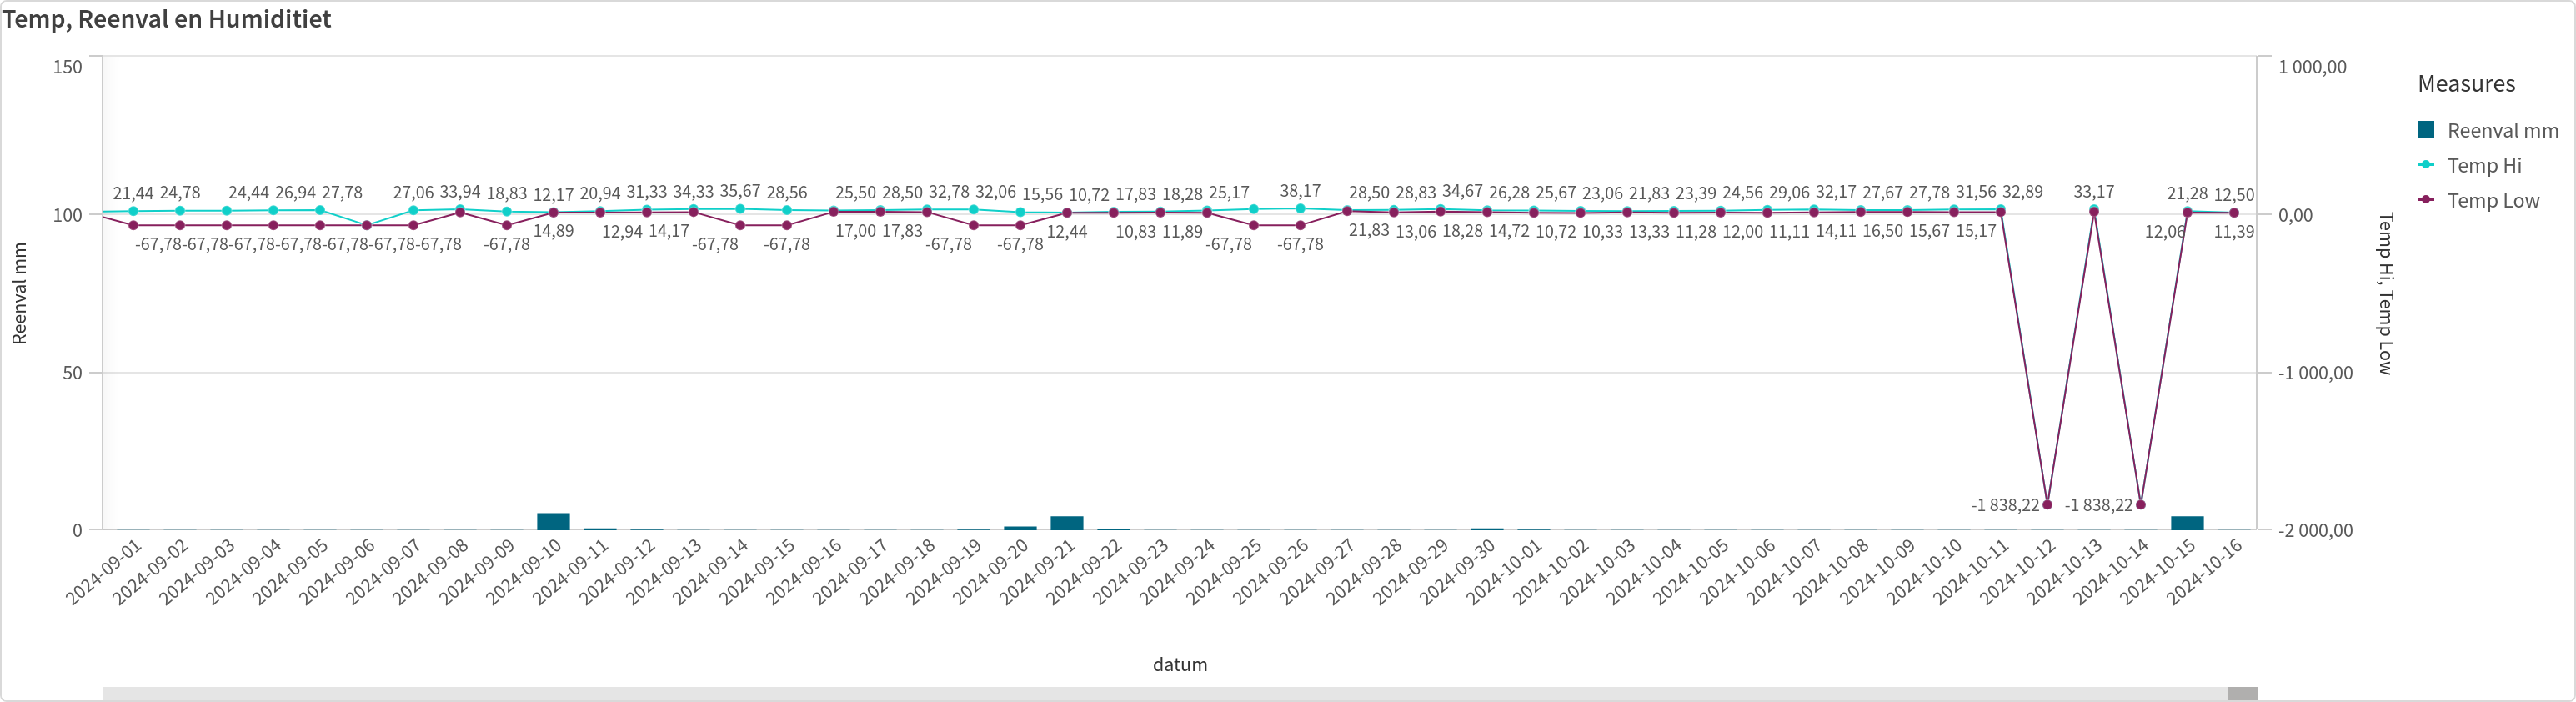 Temp, Reenval en Humiditiet
150
100
50
0
Reenval mm
21,44 24,78 24,44 26,94 27,78 27,06 33,94 18,83 12,17 20,94 31,33 34,33 35,67 28,56 25,50 28,50 32,78 32,06 15,56 10,72 17,83 18,28 25,17 38,17 28,50 28,83 34,67 26,28 25,67 23,06 21,83 23,39 24,56 29,06 32,17 27,67 27,78 31,56 32,89 33,17 21,28 12,50
14,89 12,94 14,17 17,00 17,83 12,44 10,83 11,89 21,83 13,06 18,28 14,72 10,72 10,33 13,33 11,28 12,00 11,11 14,11 16,50 15,67 15,17 12,06 11,39
-67,78 -67,78 -67,78 -67,78 -67,78 -67,78 -67,78 -67,78 -67,78 -67,78 -67,78 -67,78 -67,78 -67,78
-1 838,22 -1 838,22
1 000,00
0,00
-1 000,00
-2 000,00
Temp Hi, Temp Low
2024-09-01 2024-09-02 2024-09-03 2024-09-04 2024-09-05 2024-09-06 2024-09-07 2024-09-08 2024-09-09 2024-09-10 2024-09-11 2024-09-12 2024-09-13 2024-09-14 2024-09-15 2024-09-16 2024-09-17 2024-09-18 2024-09-19 2024-09-20 2024-09-21 2024-09-22 2024-09-23 2024-09-24 2024-09-25 2024-09-26 2024-09-27 2024-09-28 2024-09-29 2024-09-30 2024-10-01 2024-10-02 2024-10-03 2024-10-04 2024-10-05 2024-10-06 2024-10-07 2024-10-08 2024-10-09 2024-10-10 2024-10-11 2024-10-12 2024-10-13 2024-10-14 2024-10-15 2024-10-16
datum
Measures
Reenval mm
Temp Hi
Temp Low